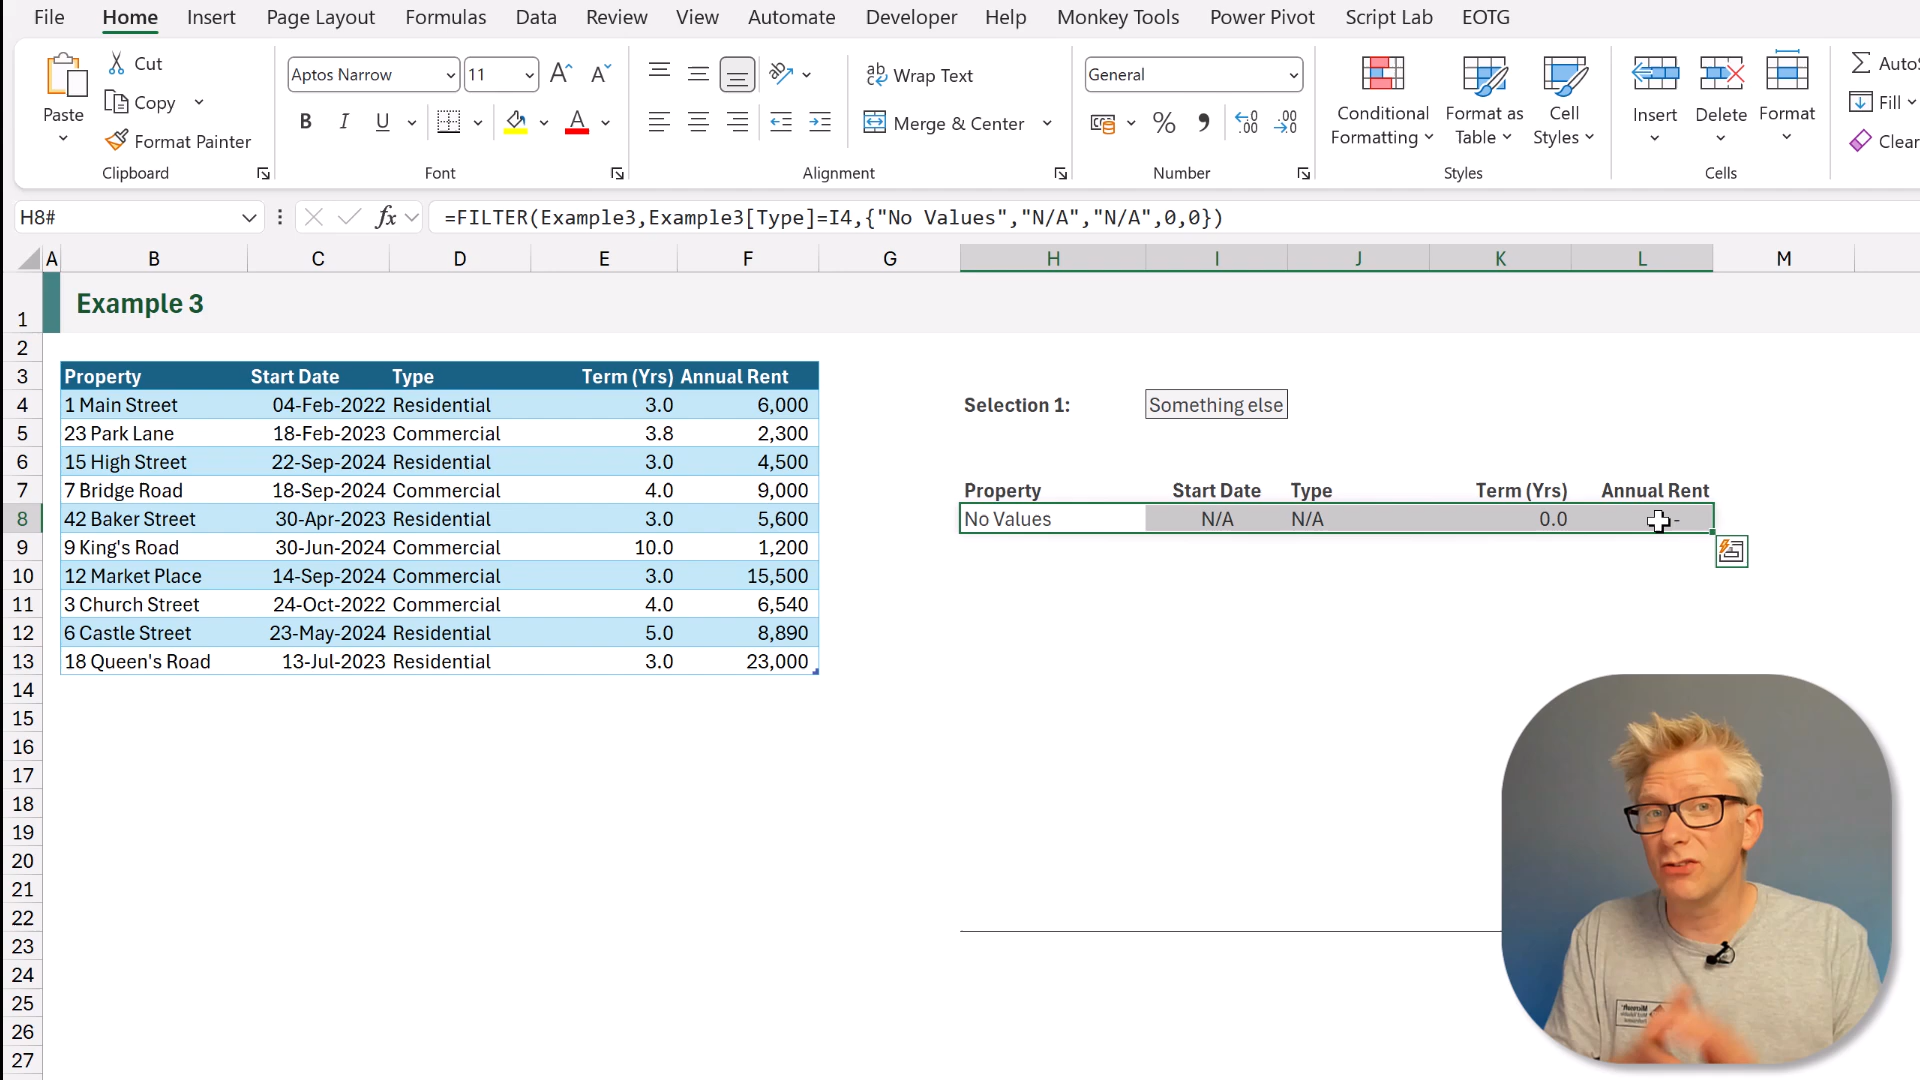 File Home Insert Page Layout Formulas Data Review View Automate Developer Help Monkey Tools Power Pivot Script Lab EOTG
Paste
Cut
Copy
Format Painter
Clipboard
Aptos Narrow 11
B I U
Font
Wrap Text
Merge & Center
Alignment
General
Number
Conditional Formatting
Format as Table
Cell Styles
Styles
Insert
Delete
Format
Cells
Fill
Clear
H8# fx =FILTER(Example3,Example3[Type]=I4,{"No Values","N/A","N/A",0,0})
A B C D E F G H I J K L M
1 Example 3
2
3 Property Start Date Type Term (Yrs) Annual Rent
4 1 Main Street 04-Feb-2022 Residential 3.0 6,000 Selection 1: Something else
5 23 Park Lane 18-Feb-2023 Commercial 3.8 2,300
6 15 High Street 22-Sep-2024 Residential 3.0 4,500
7 7 Bridge Road 18-Sep-2024 Commercial 4.0 9,000 Property Start Date Type Term (Yrs) Annual Rent
8 42 Baker Street 30-Apr-2023 Residential 3.0 5,600 No Values N/A N/A 0.0 -
9 9 King's Road 30-Jun-2024 Commercial 10.0 1,200
10 12 Market Place 14-Sep-2024 Commercial 3.0 15,500
11 3 Church Street 24-Oct-2022 Commercial 4.0 6,540
12 6 Castle Street 23-May-2024 Residential 5.0 8,890
13 18 Queen's Road 13-Jul-2023 Residential 3.0 23,000
14
15
16
17
18
19
20
21
22
23
24
25
26
27